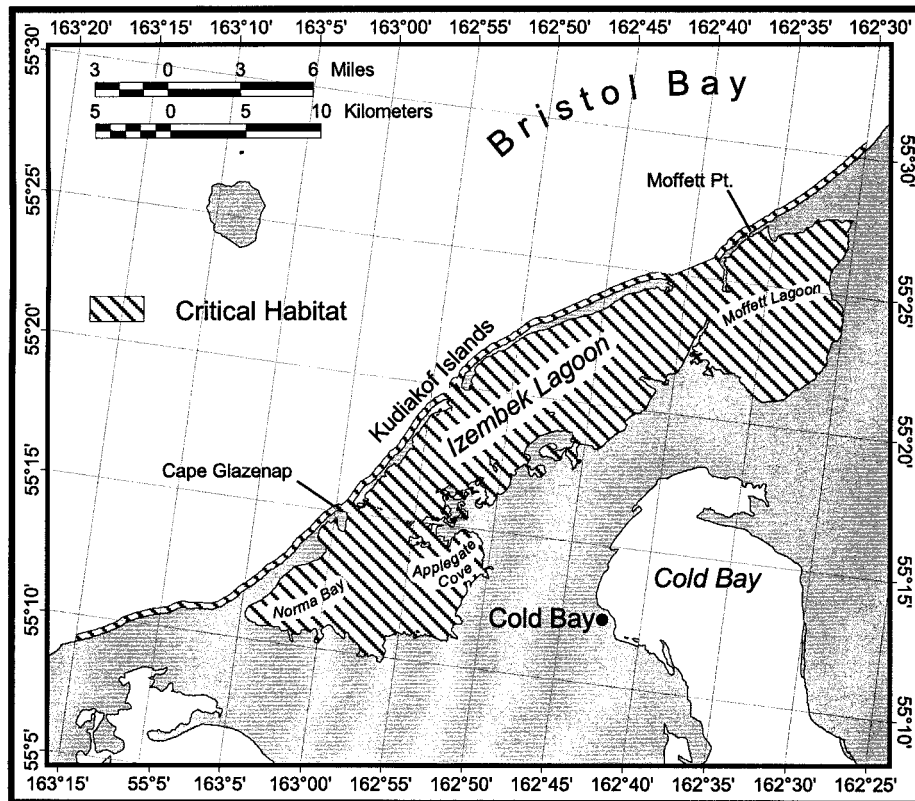 163°20' 163°15' 163°10' 163°5' 163°00' 162°55' 162°50' 162°45' 162°40' 162°35' 162°30'
55°30'
3 0 3 6 Miles
5 0 5 10 Kilometers
Bristol Bay
55°30'
Moffett Pt.
55°25'
Critical Habitat
Moffett Lagoon
55°25'
55°20'
Kudiakof Islands
Izembek Lagoon
55°20'
Cape Glazenap
55°15'
Applegate
Cove
Cold Bay
55°15'
Norma Bay
55°10'
Cold Bay
55°10'
55°5'
163°15' 55°5' 163°00' 162°55' 162°50' 162°45' 162°40' 162°35' 162°30' 162°25'